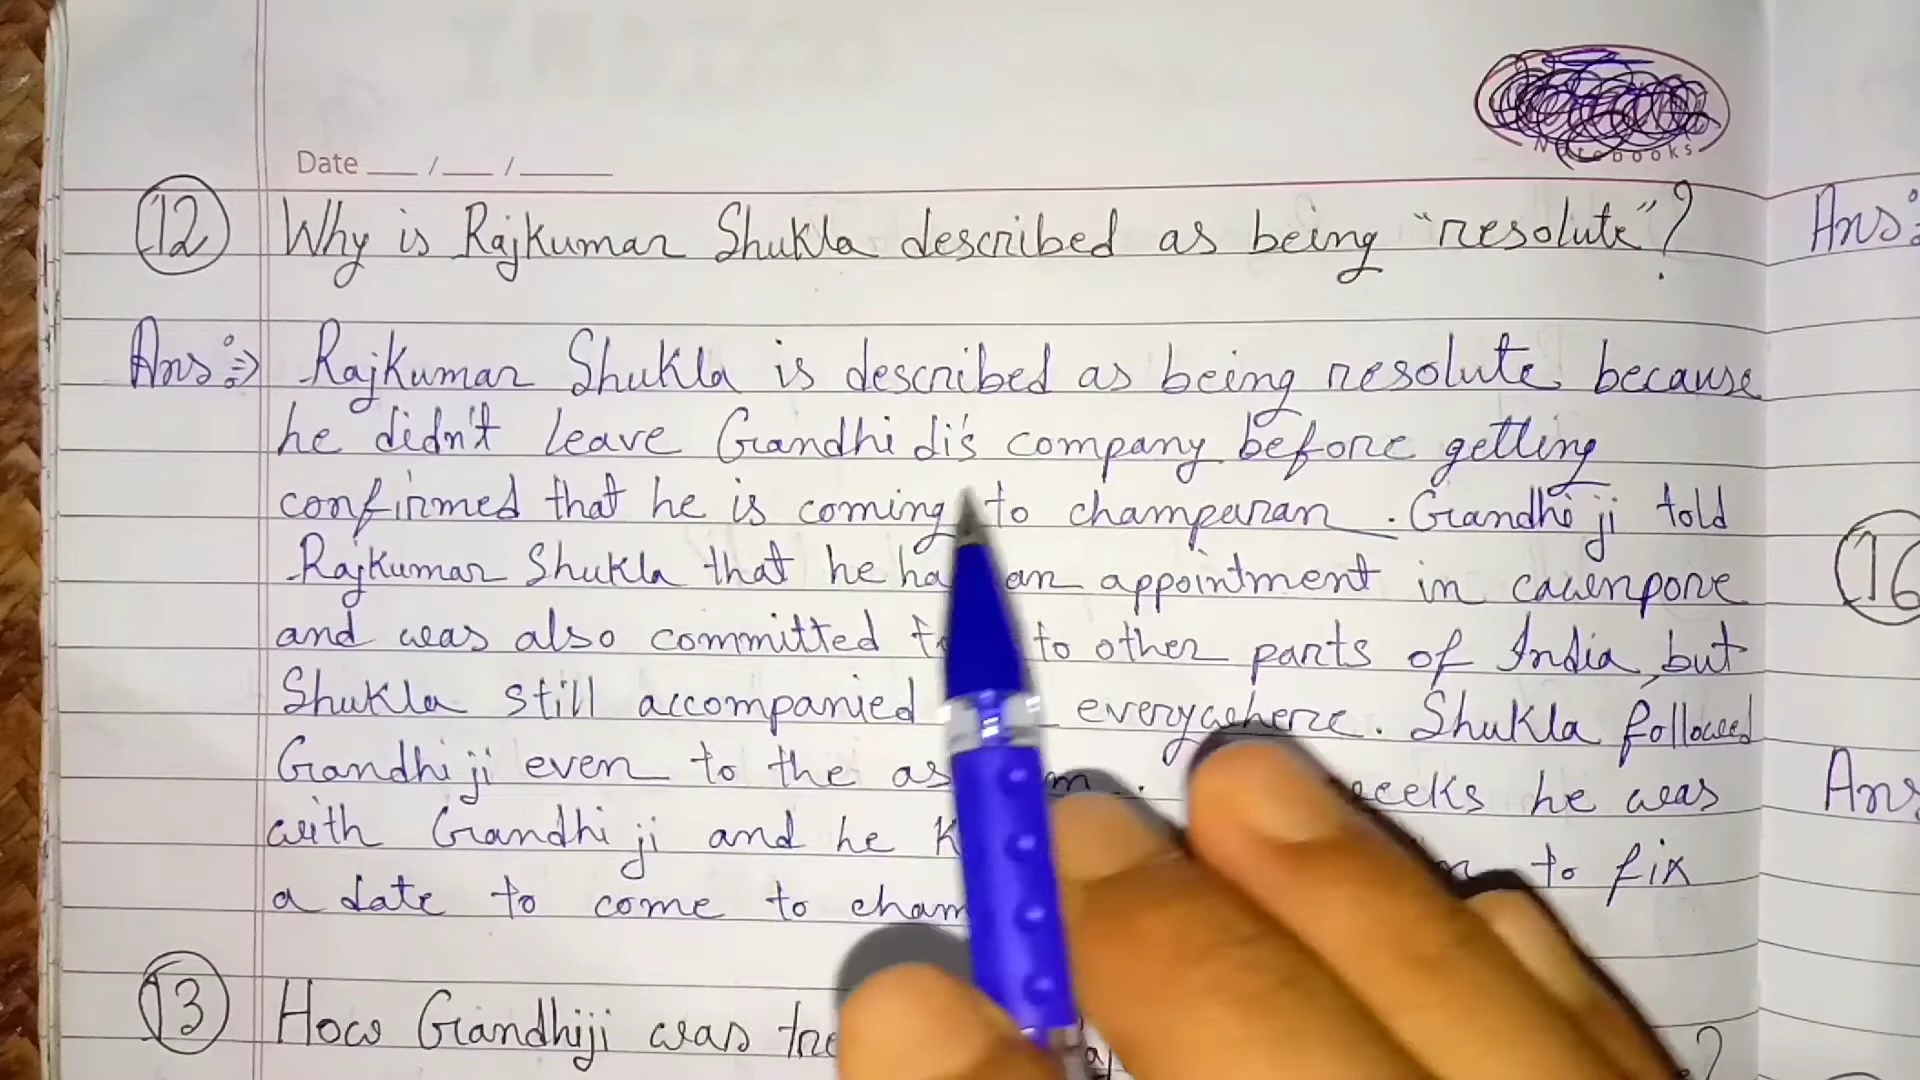 Notebooks
Date __/__/____
12 Why is Rajkumar Shukla described as being "resolute"?
Ans :⇒ Rajkumar Shukla is described as being resolute because
he didn't leave Gandhi di's company before getting
confirmed that he is coming to champaran. Gandhi ji told
Rajkumar Shukla that he an appointment in cawnpore
and was also committed to other parts of India, but
Shukla still accompanied everywhere. Shukla followed
Gandhi ji even to the he was
with Gandhi ji and he to fix
a date to come to
13 How Gandhiji was ?
Ans :
16
Ans